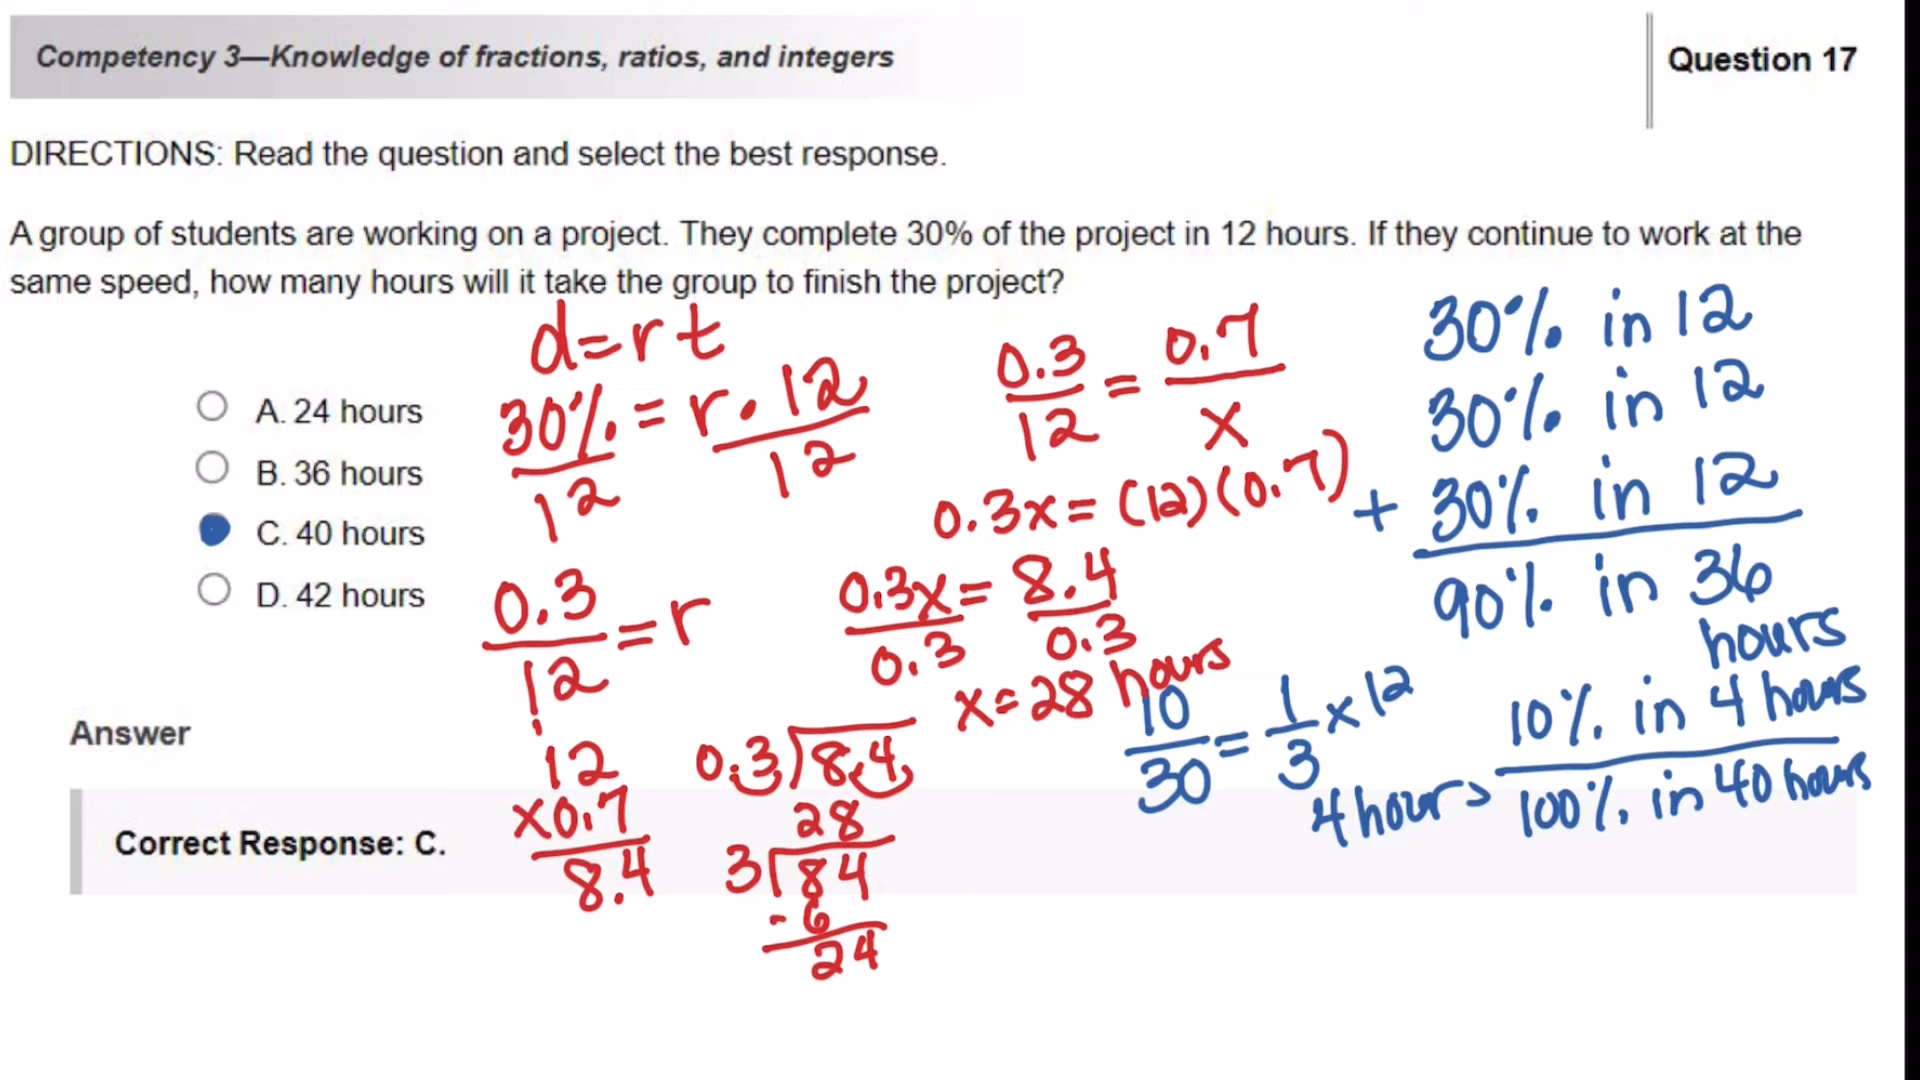 Competency 3—Knowledge of fractions, ratios, and integers
Question 17
DIRECTIONS: Read the question and select the best response.
A group of students are working on a project. They complete 30% of the project in 12 hours. If they continue to work at the
same speed, how many hours will it take the group to finish the project?
A. 24 hours
B. 36 hours
C. 40 hours
D. 42 hours
Answer
Correct Response: C.
d=rt
30% = r.12
12 12
0.3 = r
12
12
x0.7
8.4
0.3 = 0.7
12 x
0.3x = (12)(0.7)
0.3x = 8.4
0.3 0.3
x=28 hours
0.3)8.4
28
3)84
-6
24
30% in 12
30% in 12
+ 30% in 12
90% in 36
hours
10 = 1 x 12
30 3
4 hours
10% in 4 hours
100% in 40 hours